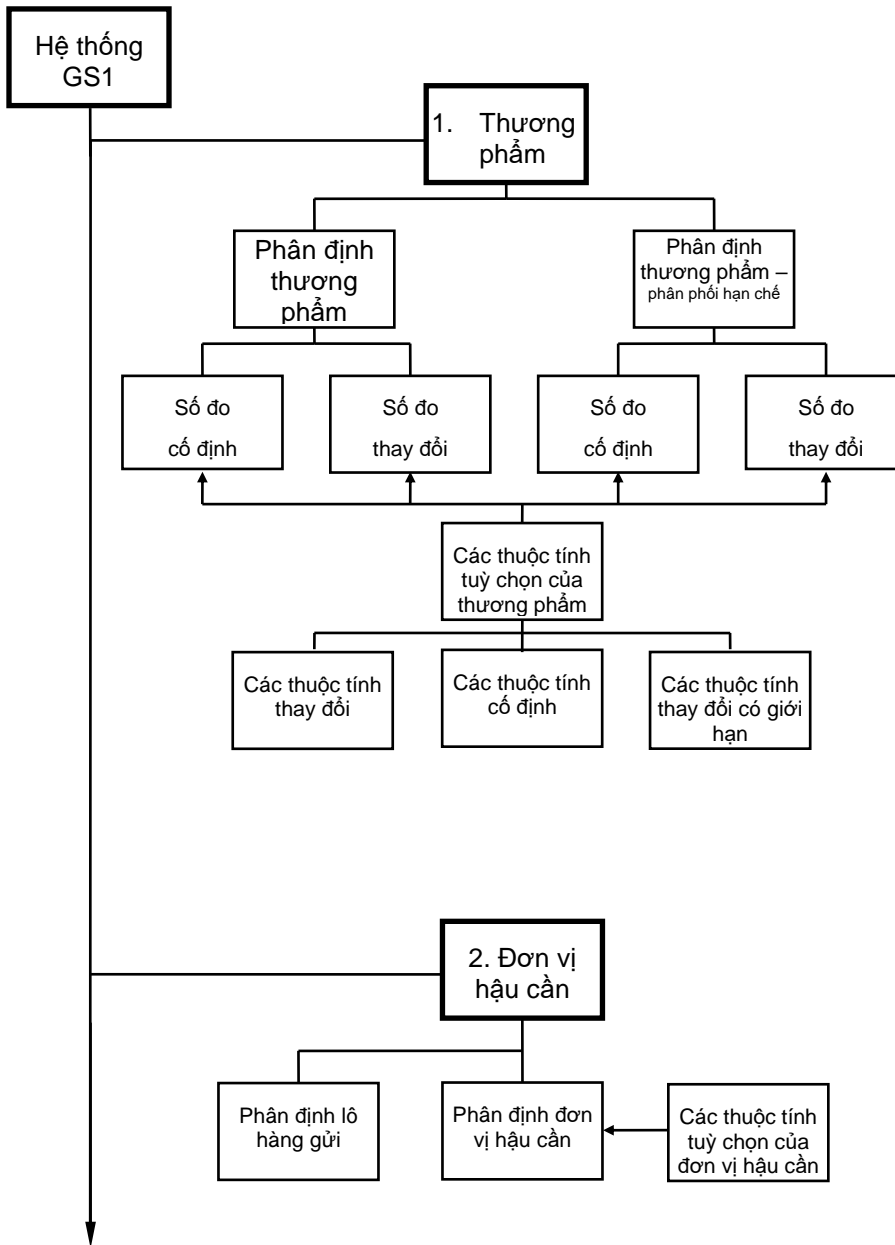 Hệ thống
GS1
1. Thương
phẩm
Phân định
thương
phẩm
Phân định
thương phẩm –
phân phối hạn chế
Số đo
cố định
Số đo
thay đổi
Số đo
cố định
Số đo
thay đổi
Các thuộc tính
tuỳ chọn của
thương phẩm
Các thuộc tính
thay đổi
Các thuộc tính
cố định
Các thuộc tính
thay đổi có giới
hạn
2. Đơn vị
hậu cần
Phân định lô
hàng gửi
Phân định đơn
vị hậu cần
Các thuộc tính
tuỳ chọn của
đơn vị hậu cần